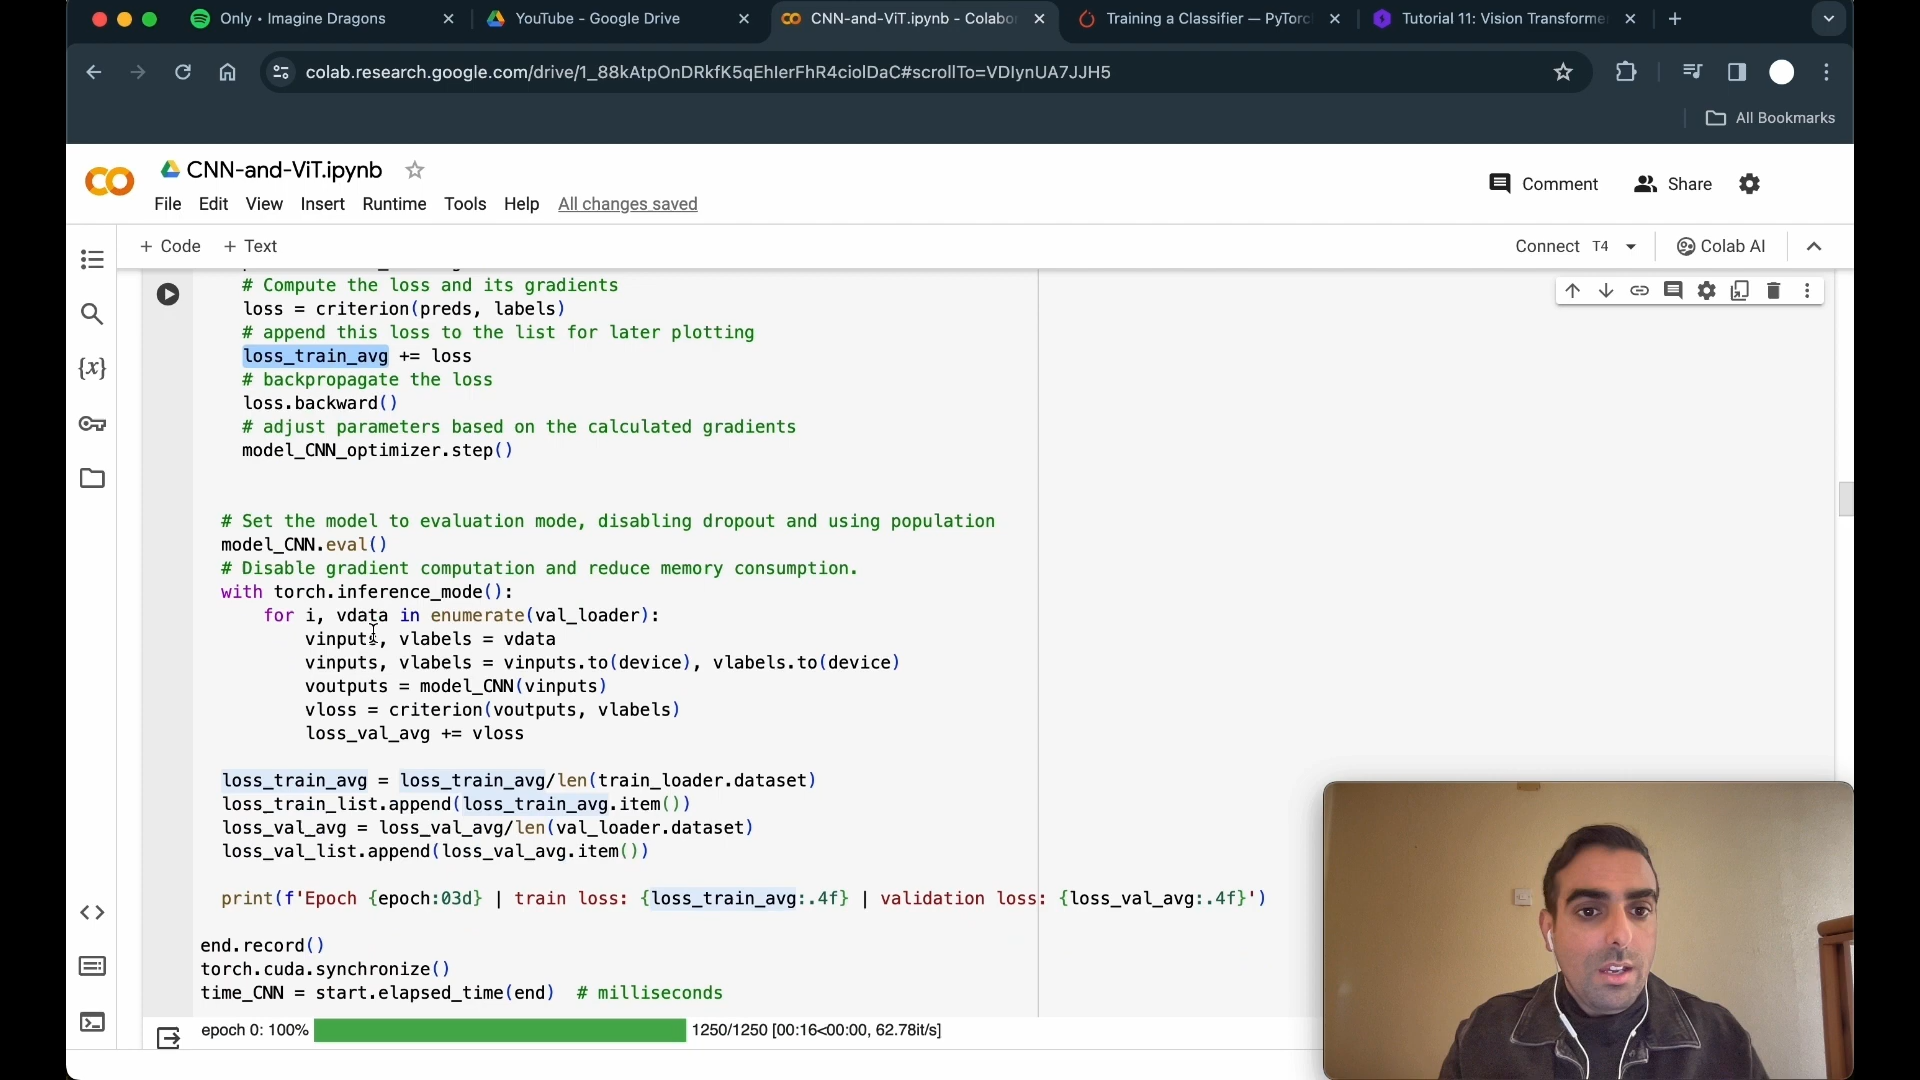 Only • Imagine Dragons
YouTube - Google Drive
CNN-and-ViT.ipynb - Colabo
Training a Classifier — PyTorc
Tutorial 11: Vision Transforme
colab.research.google.com/drive/1_88kAtpOnDRkfK5qEhIerFhR4ciolDaC#scrollTo=VDIynUA7JJH5
All Bookmarks
CNN-and-ViT.ipynb
Comment
Share
File Edit View Insert Runtime Tools Help All changes saved
+ Code + Text
Connect T4
Colab AI
# Compute the loss and its gradients
loss = criterion(preds, labels)
# append this loss to the list for later plotting
loss_train_avg += loss
# backpropagate the loss
loss.backward()
# adjust parameters based on the calculated gradients
model_CNN_optimizer.step()
# Set the model to evaluation mode, disabling dropout and using population
model_CNN.eval()
# Disable gradient computation and reduce memory consumption.
with torch.inference_mode():
for i, vdata in enumerate(val_loader):
vinputs, vlabels = vdata
vinputs, vlabels = vinputs.to(device), vlabels.to(device)
voutputs = model_CNN(vinputs)
vloss = criterion(voutputs, vlabels)
loss_val_avg += vloss
loss_train_avg = loss_train_avg/len(train_loader.dataset)
loss_train_list.append(loss_train_avg.item())
loss_val_avg = loss_val_avg/len(val_loader.dataset)
loss_val_list.append(loss_val_avg.item())
print(f'Epoch {epoch:03d} | train loss: {loss_train_avg:.4f} | validation loss: {loss_val_avg:.4f}')
end.record()
torch.cuda.synchronize()
time_CNN = start.elapsed_time(end) # milliseconds
epoch 0: 100% 1250/1250 [00:16<00:00, 62.78it/s]
{x}